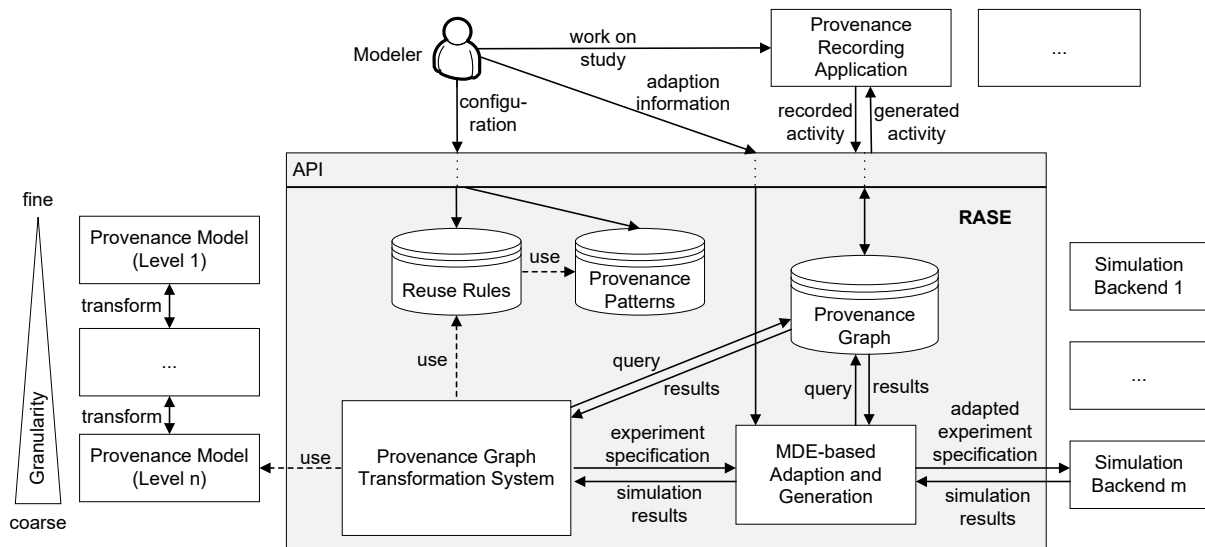 Modeler
work on
study
Provenance
Recording
Application
...
adaption
information
configu-
ration
recorded
activity
generated
activity
API
RASE
fine
Granularity
coarse
Provenance Model
(Level 1)
transform
...
transform
Provenance Model
(Level n)
use
Reuse Rules
use
Provenance
Patterns
use
Provenance
Graph
query
results
query
results
Provenance Graph
Transformation System
experiment
specification
simulation
results
MDE-based
Adaption and
Generation
adapted
experiment
specification
simulation
results
Simulation
Backend 1
...
Simulation
Backend m